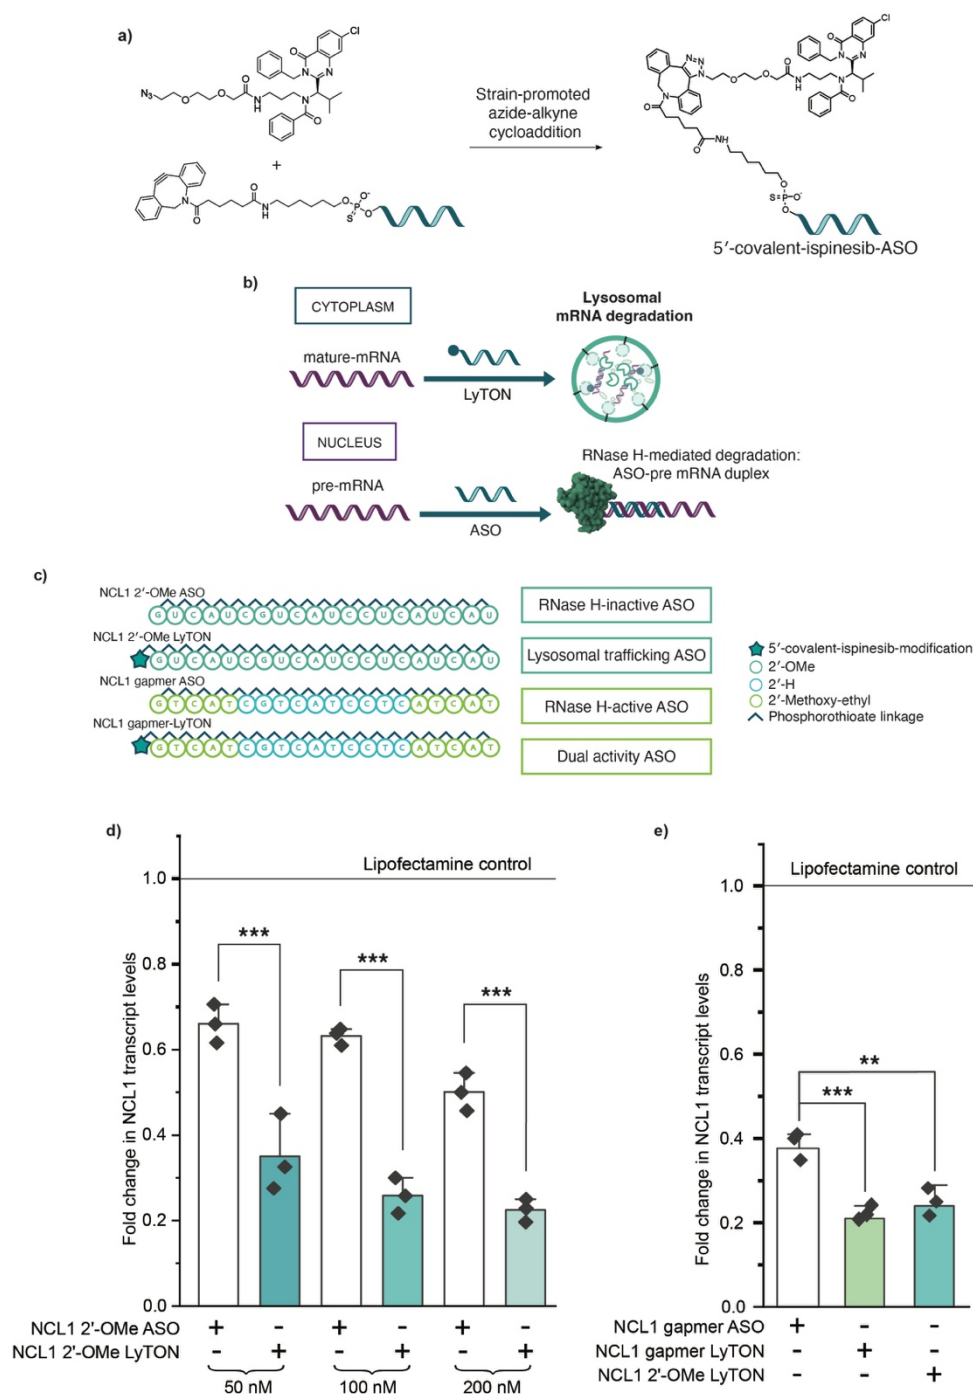 a)
Cl
O
N
N
N₃
O
O
O
N
H
N
O
+
O
N
O
H
N
O
O
O⁻
P
S
O
Strain-promoted
azide-alkyne
cycloaddition
N=N
N
O
O
O
N
H
N
O
O
N
N
Cl
N
O
O
NH
O
S=P-O⁻
O
5′-covalent-ispinesib-ASO
b)
CYTOPLASM
Lysosomal
mRNA degradation
mature-mRNA
LyTON
NUCLEUS
RNase H-mediated degradation:
ASO-pre mRNA duplex
pre-mRNA
ASO
c)
NCL1 2′-OMe ASO
G U C A U C G U C A U C C U C A U C A U
RNase H-inactive ASO
NCL1 2′-OMe LyTON
G U C A U C G U C A U C C U C A U C A U
Lysosomal trafficking ASO
NCL1 gapmer ASO
G T C A T C G T C A T C C T C A T C A T
RNase H-active ASO
NCL1 gapmer-LyTON
G T C A T C G T C A T C C T C A T C A T
Dual activity ASO
5′-covalent-ispinesib-modification
2′-OMe
2′-H
2′-Methoxy-ethyl
Phosphorothioate linkage
d)
Lipofectamine control
Fold change in NCL1 transcript levels
1.0
0.8
0.6
0.4
0.2
0.0
***
***
***
NCL1 2'-OMe ASO + - + - + -
NCL1 2'-OMe LyTON - + - + - +
50 nM 100 nM 200 nM
e)
Lipofectamine control
Fold change in NCL1 transcript levels
1.0
0.8
0.6
0.4
0.2
0.0
**
***
NCL1 gapmer ASO + - -
NCL1 gapmer LyTON - + -
NCL1 2'-OMe LyTON - - +